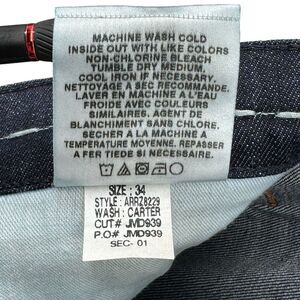 MACHINE WASH COLD
INSIDE OUT WITH LIKE COLORS
NON-CHLORINE BLEACH
TUMBLE DRY MEDIUM,
COOL IRON IF NECESSARY.
NETTOYAGE A SEC RECOMMANDÉ
LAVER EN MACHINE A L'EAU
FROIDE AVEC COULEURS
SIMILAIRES. AGENT DE
BLANCHIMENT SANS CHLORE.
SÉCHER A LA MACHINE A
TEMPÉRATURE MOYENNE. REPASSER
A FER TIEDE SI NÉCESSAIRE.
SIZE: 34
STYLE: ARRZ8229
WASH: CARTER
CUT# JMD939
P.O# JMD939
SEC- 01